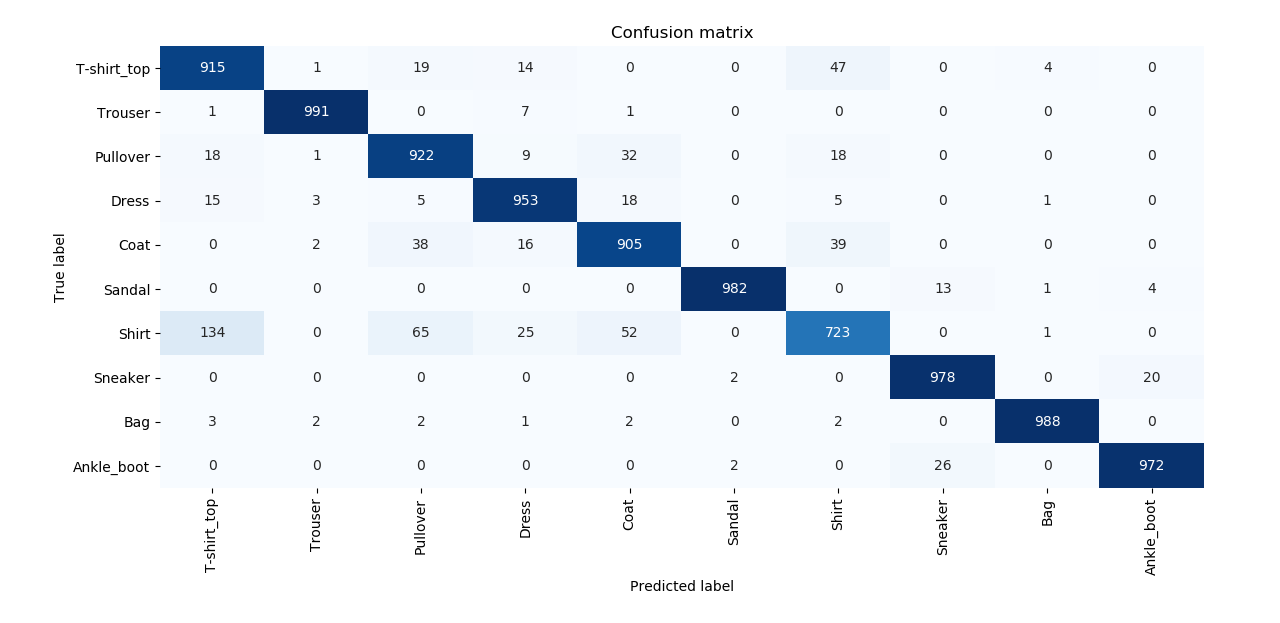 Confusion matrix
T-shirt_top 915 1 19 14 0 0 47 0 4 0
Trouser 1 991 0 7 1 0 0 0 0 0
Pullover 18 1 922 9 32 0 18 0 0 0
Dress 15 3 5 953 18 0 5 0 1 0
Coat 0 2 38 16 905 0 39 0 0 0
Sandal 0 0 0 0 0 982 0 13 1 4
Shirt 134 0 65 25 52 0 723 0 1 0
Sneaker 0 0 0 0 0 2 0 978 0 20
Bag 3 2 2 1 2 0 2 0 988 0
Ankle_boot 0 0 0 0 0 2 0 26 0 972
True label
T-shirt_top Trouser Pullover Dress Coat Sandal Shirt Sneaker Bag Ankle_boot
Predicted label